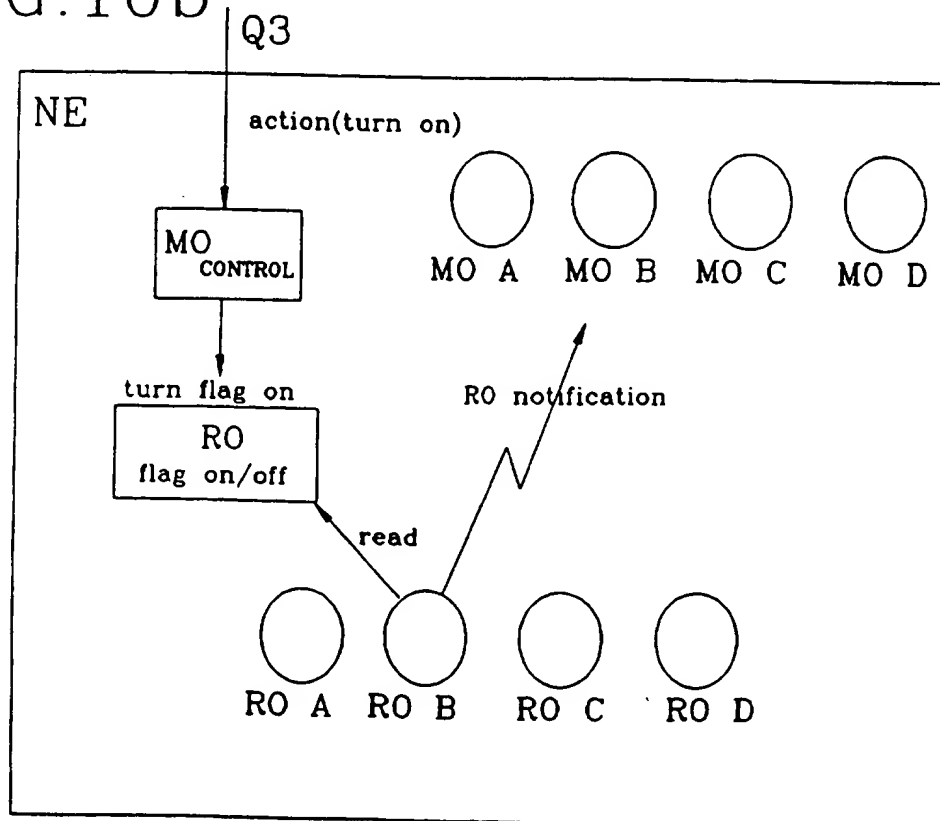 G.10b
Q3
NE
action(turn on)
MO CONTROL
MO A MO B MO C MO D
turn flag on
RO notification
RO
flag on/off
read
RO A RO B RO C RO D